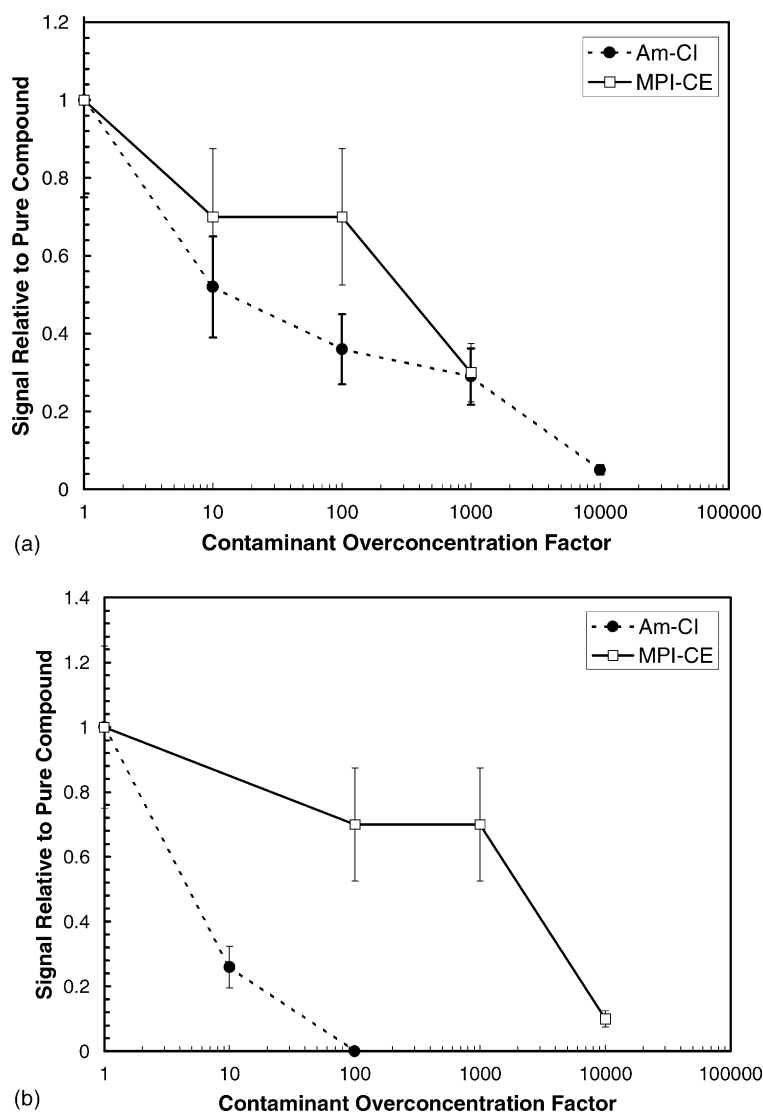 1.2
1
0.8
0.6
0.4
0.2
0
Signal Relative to Pure Compound
Am-Cl
MPI-CE
1 10 100 1000 10000 100000
Contaminant Overconcentration Factor
(a)
1.4
1.2
1
0.8
0.6
0.4
0.2
0
Signal Relative to Pure Compound
Am-Cl
MPI-CE
1 10 100 1000 10000 100000
Contaminant Overconcentration Factor
(b)